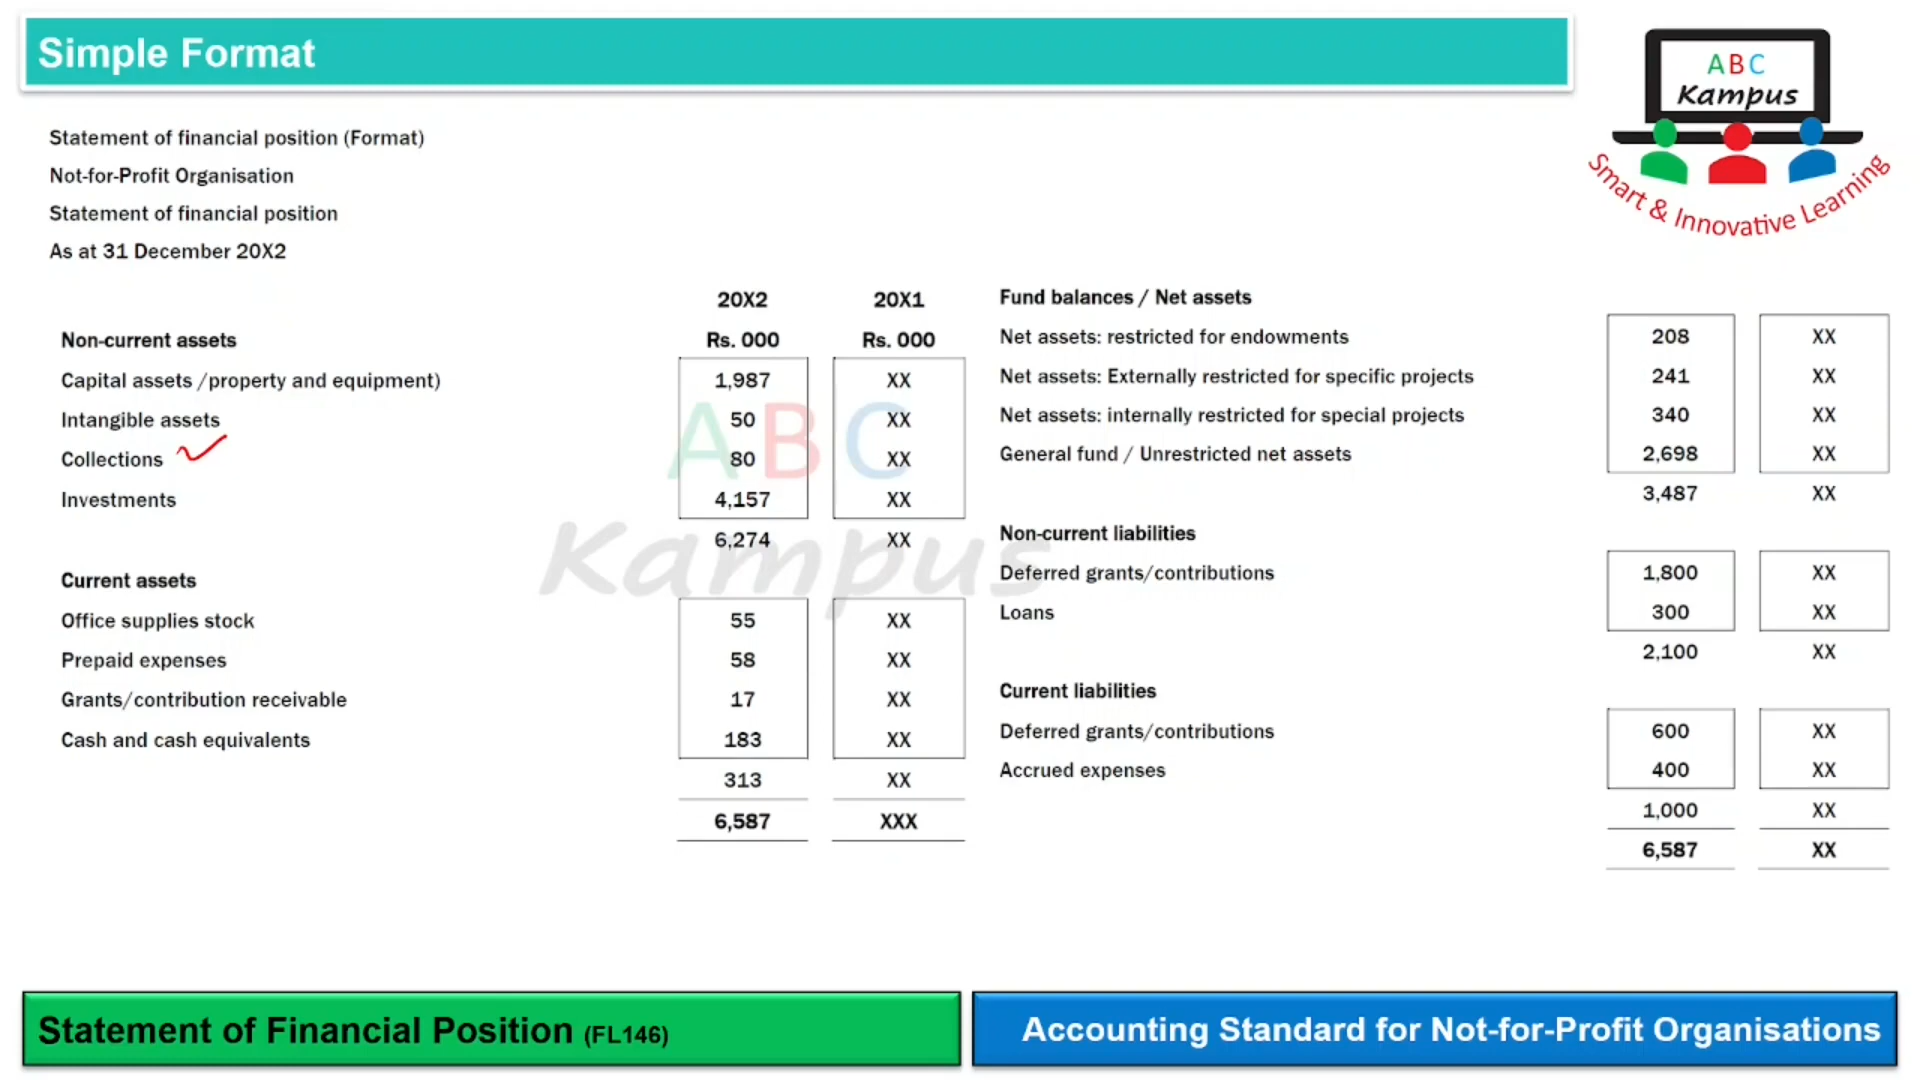 Simple Format
ABC
Kampus
Smart & Innovative Learning
Statement of financial position (Format)
Not-for-Profit Organisation
Statement of financial position
As at 31 December 20X2
20X2 20X1
Non-current assets Rs. 000 Rs. 000
Capital assets /property and equipment) 1,987 XX
Intangible assets 50 XX
Collections 80 XX
Investments 4,157 XX
6,274 XX
Current assets
Office supplies stock 55 XX
Prepaid expenses 58 XX
Grants/contribution receivable 17 XX
Cash and cash equivalents 183 XX
313 XX
6,587 XXX
Fund balances / Net assets
Net assets: restricted for endowments 208 XX
Net assets: Externally restricted for specific projects 241 XX
Net assets: internally restricted for special projects 340 XX
General fund / Unrestricted net assets 2,698 XX
3,487 XX
Non-current liabilities
Deferred grants/contributions 1,800 XX
Loans 300 XX
2,100 XX
Current liabilities
Deferred grants/contributions 600 XX
Accrued expenses 400 XX
1,000 XX
6,587 XX
ABC
Kampus
Statement of Financial Position (FL146)
Accounting Standard for Not-for-Profit Organisations